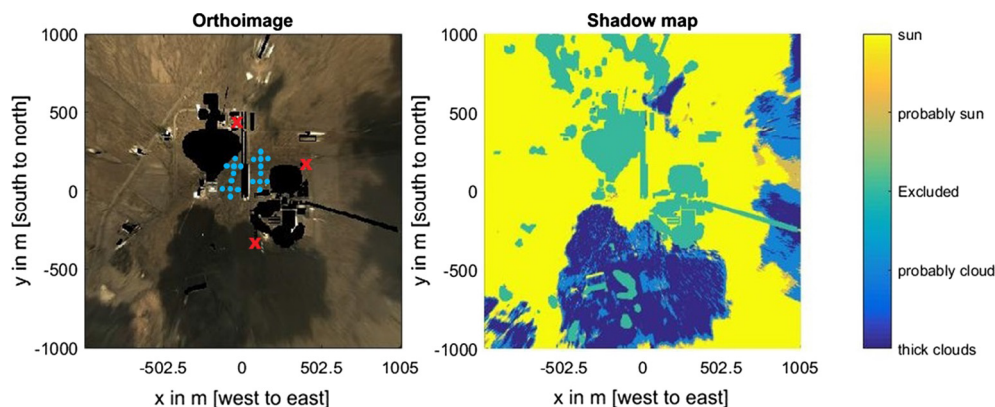 Orthoimage
Shadow map
1000
500
0
-500
-1000
y in m [south to north]
-502.5
0
502.5
1005
x in m [west to east]
1000
500
0
-500
-1000
y in m [south to north]
-502.5
0
502.5
1005
x in m [west to east]
sun
probably sun
Excluded
probably cloud
thick clouds